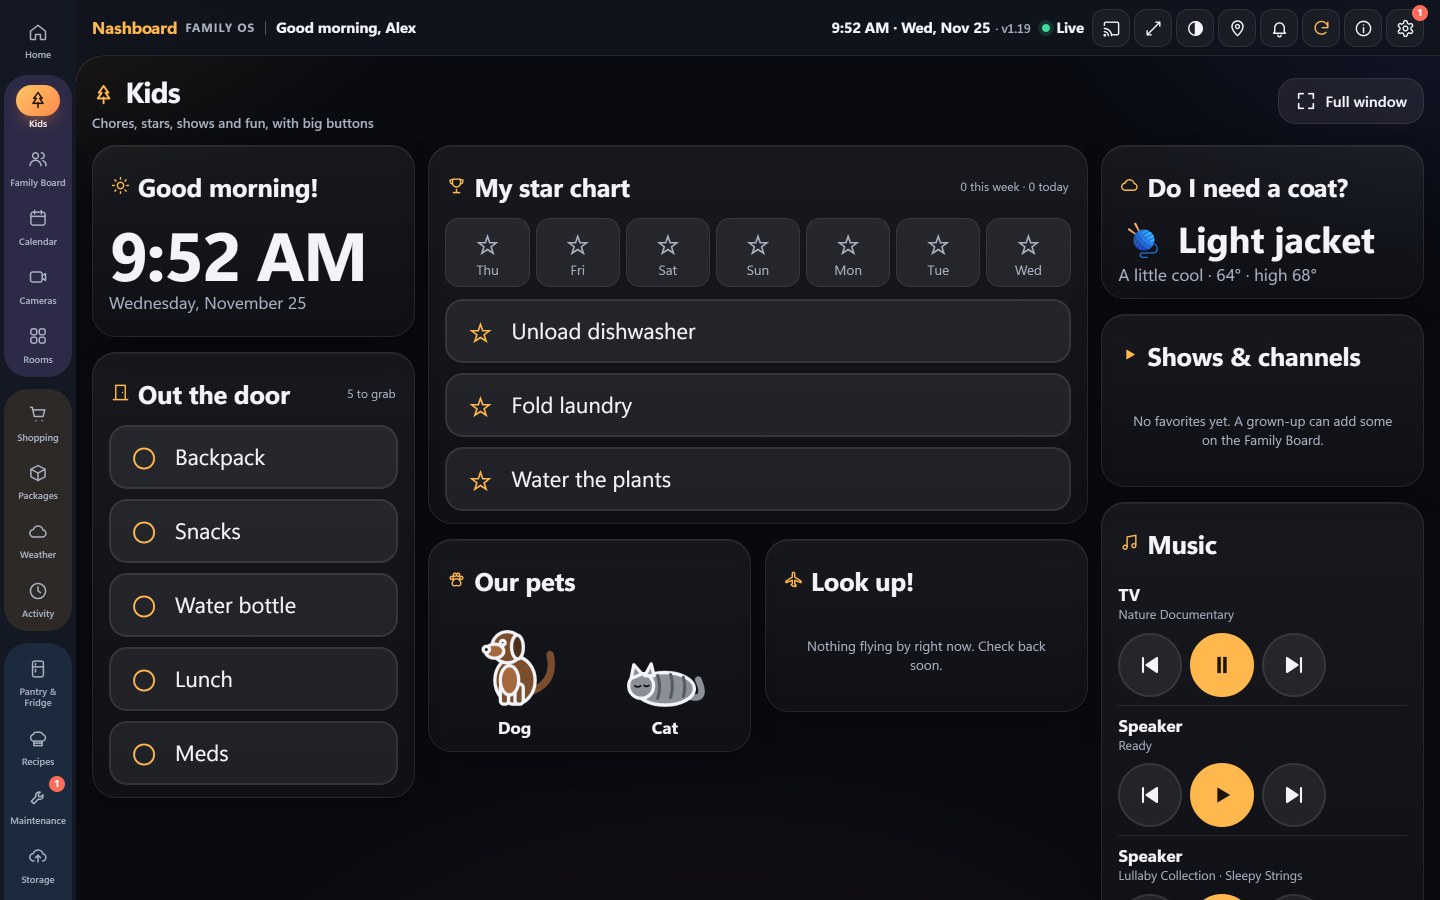 Nashboard FAMILY OS Good morning, Alex
9:52 AM · Wed, Nov 25 · v1.19 Live
1
Home
Kids
Family Board
Calendar
Cameras
Rooms
Shopping
Packages
Weather
Activity
Pantry &
Fridge
Recipes
1
Maintenance
Storage
Kids
Chores, stars, shows and fun, with big buttons
Full window
Good morning!
9:52 AM
Wednesday, November 25
Out the door 5 to grab
Backpack
Snacks
Water bottle
Lunch
Meds
My star chart 0 this week · 0 today
Thu Fri Sat Sun Mon Tue Wed
Unload dishwasher
Fold laundry
Water the plants
Our pets
Dog Cat
Look up!
Nothing flying by right now. Check back
soon.
Do I need a coat?
Light jacket
A little cool · 64° · high 68°
Shows & channels
No favorites yet. A grown-up can add some
on the Family Board.
Music
TV
Nature Documentary
Speaker
Ready
Speaker
Lullaby Collection · Sleepy Strings